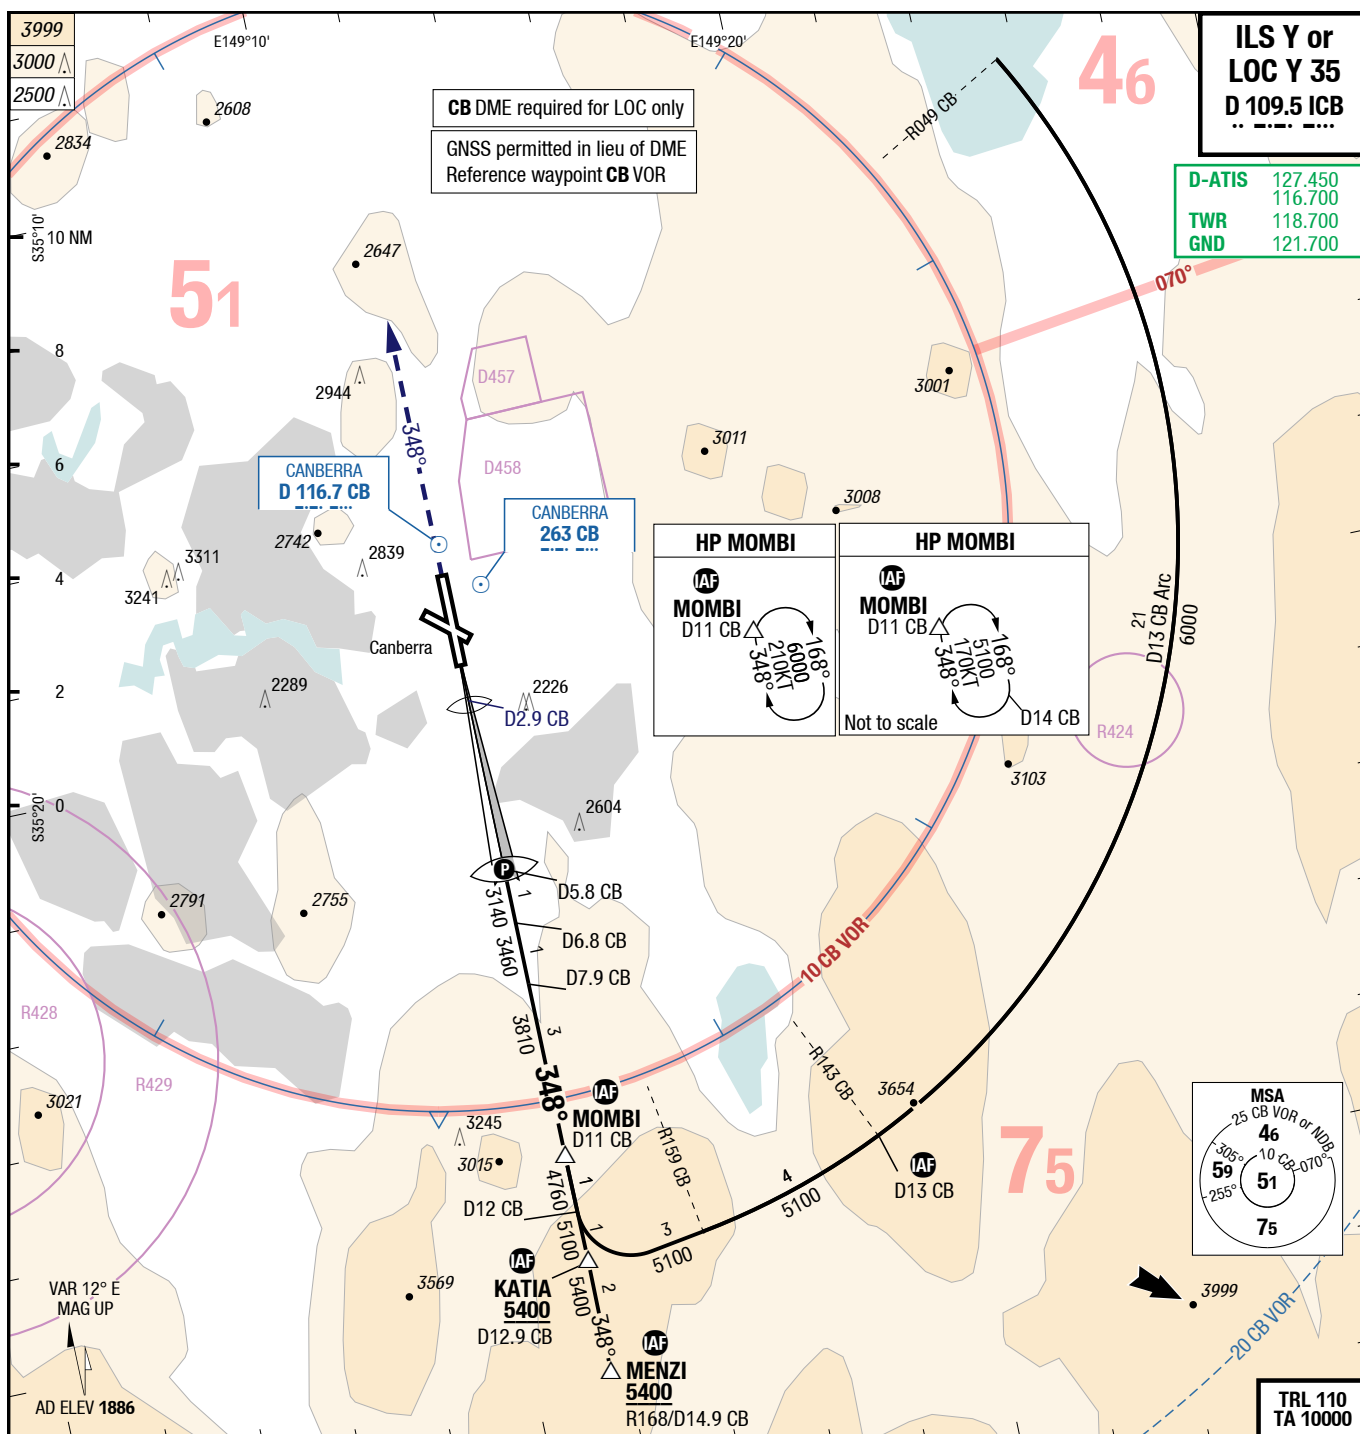 3999
3000
2500
E149°10'
E149°20'
ILS Y or
LOC Y 35
D 109.5 ICB
46
D-ATIS 127.450
116.700
TWR 118.700
GND 121.700
CB DME required for LOC only
GNSS permitted in lieu of DME
Reference waypoint CB VOR
2608
2834
R049 CB
S35°10'
10 NM
2647
51
070°
8
D457
2944
3001
348°
3011
6
D458
CANBERRA
D 116.7 CB
CANBERRA
263 CB
3008
2742
2839
3311
3241
4
HP MOMBI
IAF
MOMBI
D11 CB
168°
6000
210KT
348°
HP MOMBI
IAF
MOMBI
D11 CB
168°
5100
170KT
348°
D14 CB
Not to scale
21
D13 CB Arc
6000
Canberra
2
2289
2226
D2.9 CB
R424
3103
S35°20'
0
2604
P
D5.8 CB
1
3140
2791
2755
D6.8 CB
1
3460
D7.9 CB
10 CB VOR
R428
3
3810
R429
348°
R143 CB
3021
IAF
MOMBI
D11 CB
3245
3015
R159 CB
3654
75
IAF
D13 CB
MSA
25 CB VOR or NDB
46
305°
10 CB
070°
59
51
255°
75
1
4760
D12 CB
4
5100
3
5100
1
5100
IAF
KATIA
5400
D12.9 CB
2
5400
348°
3569
3999
20 CB VOR
VAR 12° E
MAG UP
AD ELEV 1886
IAF
MENZI
5400
R168/D14.9 CB
TRL 110
TA 10000